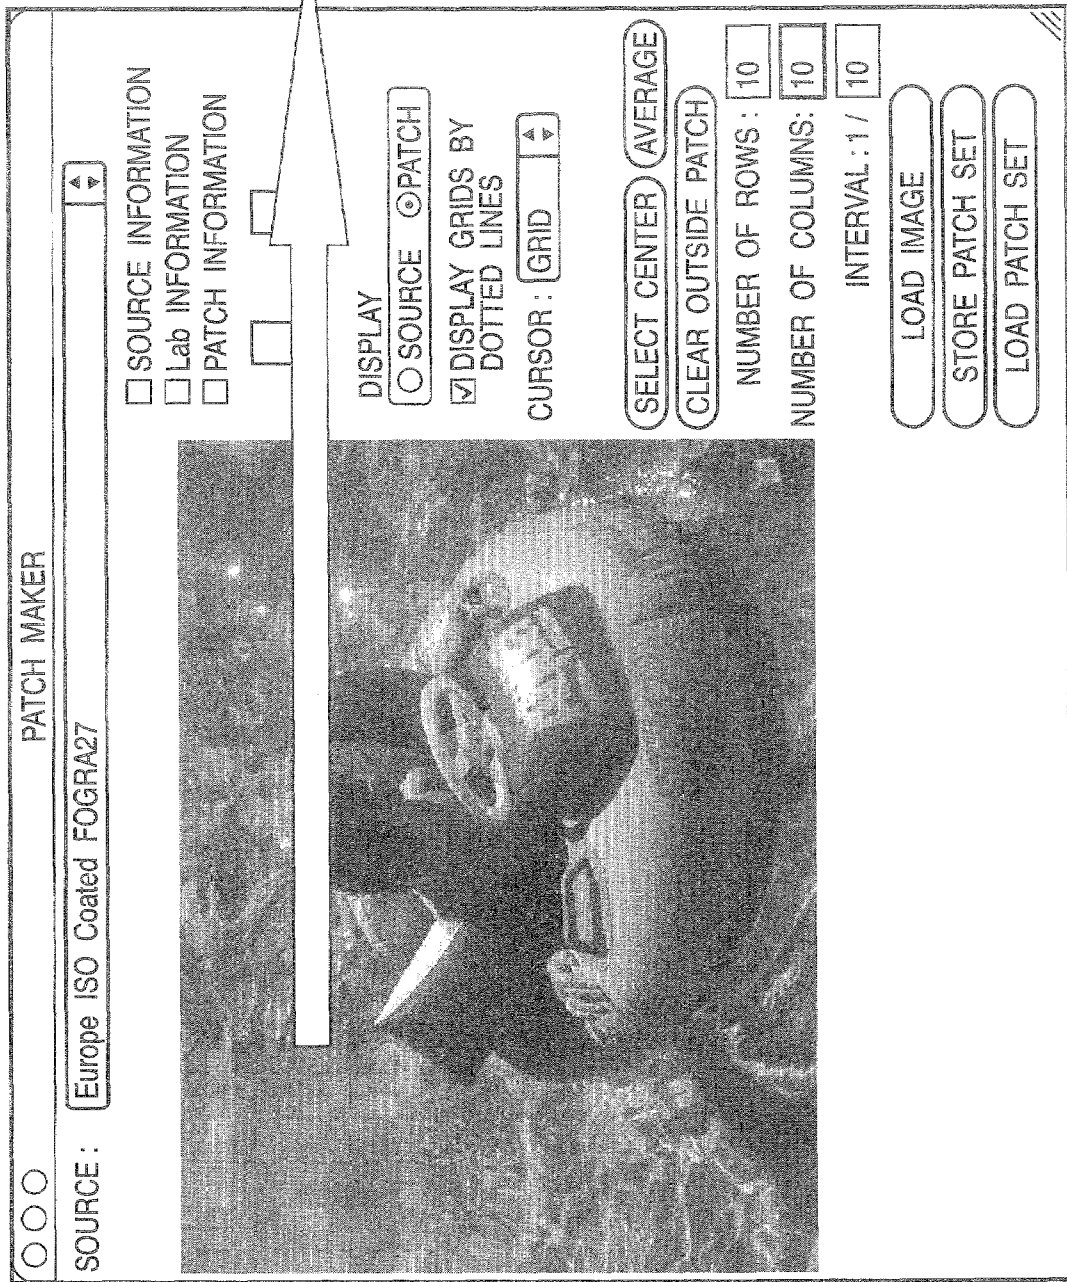 PATCH MAKER
SOURCE: Europe ISO Coated FOGRA27
SOURCE INFORMATION
Lab INFORMATION
PATCH INFORMATION
DISPLAY
SOURCE PATCH
DISPLAY GRIDS BY
DOTTED LINES
CURSOR: GRID
SELECT CENTER AVERAGE
CLEAR OUTSIDE PATCH
NUMBER OF ROWS: 10
NUMBER OF COLUMNS: 10
INTERVAL: 1/ 10
LOAD IMAGE
STORE PATCH SET
LOAD PATCH SET